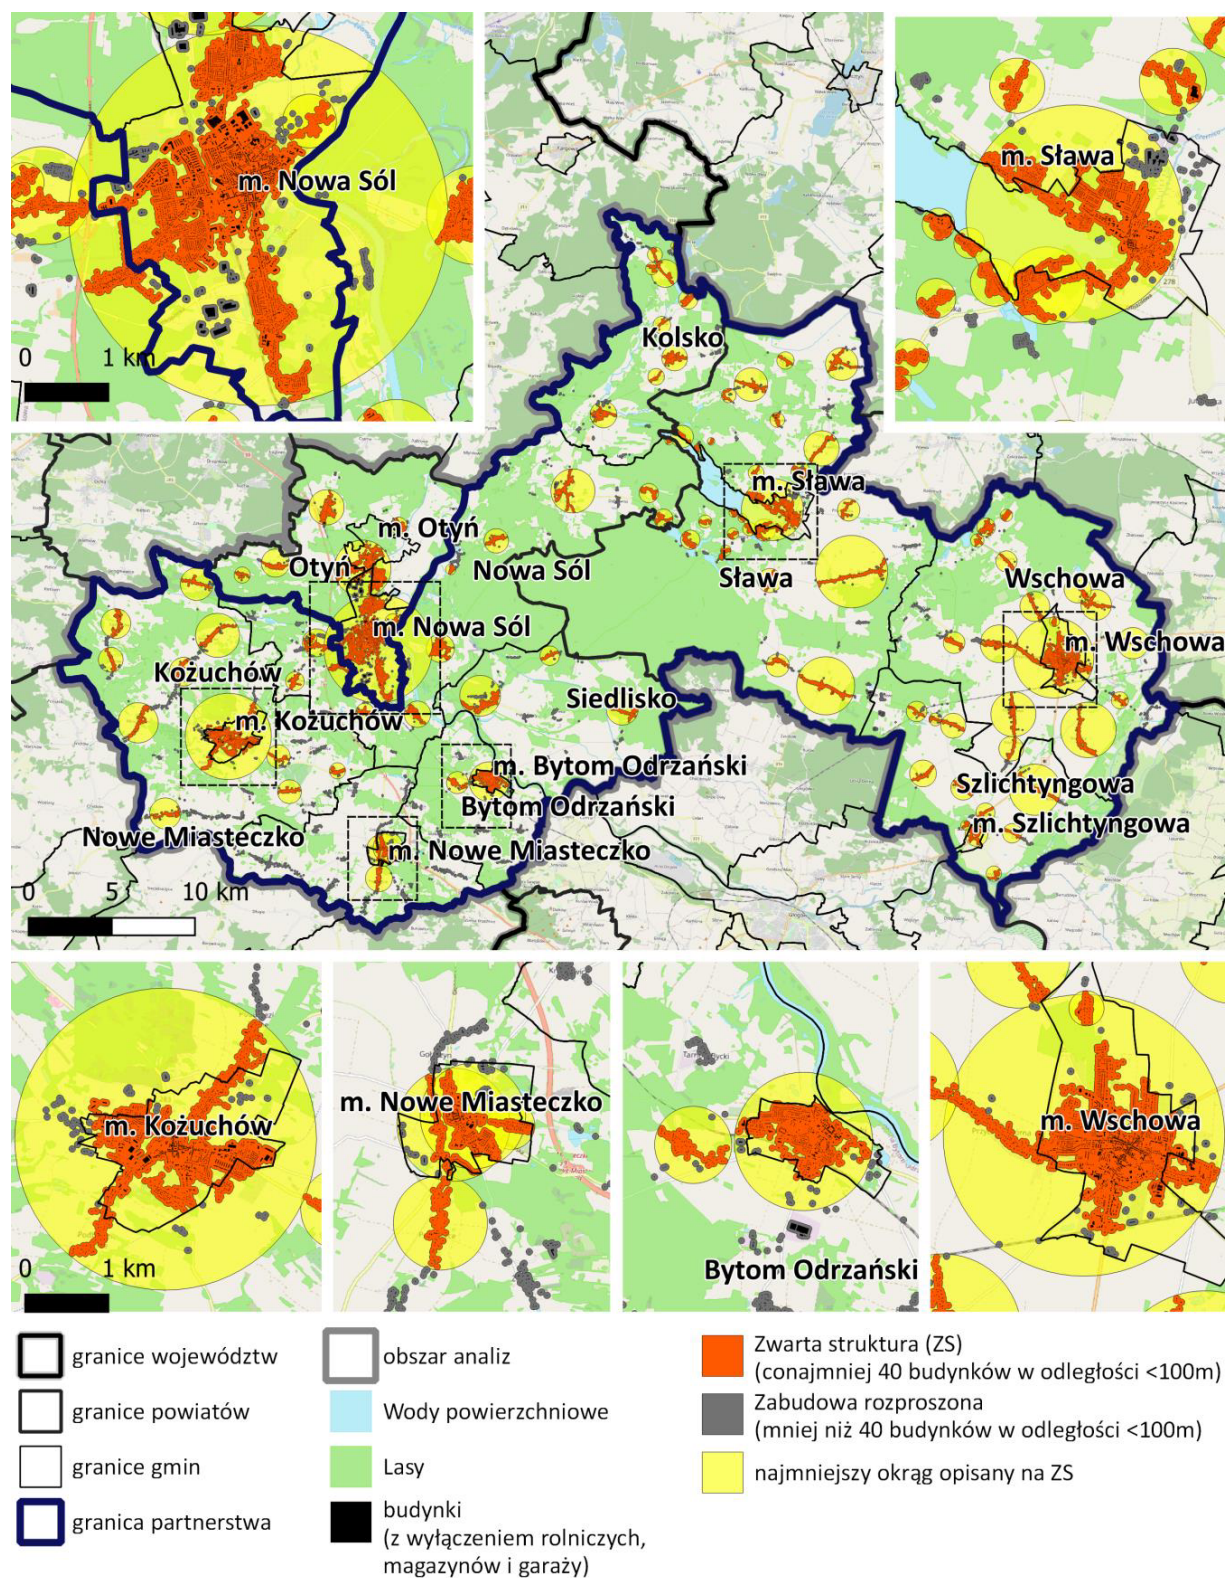 m. Nowa Sól
0 1 km
m. Sława
278
Kolsko
m. Sława
m. Otyń
Otyń
Nowa Sól
Sława
Wschowa
m. Nowa Sól
m. Wschowa
Kożuchów
Siedlisko
m. Kożuchów
m. Bytom Odrzański
Szlichtyngowa
Bytom Odrzański
m. Szlichtyngowa
Nowe Miasteczko
m. Nowe Miasteczko
0 5 10 km
m. Kożuchów
0 1 km
m. Nowe Miasteczko
Bytom Odrzański
m. Wschowa
granice województw
granice powiatów
granice gmin
granica partnerstwa
obszar analiz
Wody powierzchniowe
Lasy
budynki
(z wyłączeniem rolniczych,
magazynów i garaży)
Zwarta struktura (ZS)
(conajmniej 40 budynków w odległości <100m)
Zabudowa rozproszona
(mniej niż 40 budynków w odległości <100m)
najmniejszy okrąg opisany na ZS